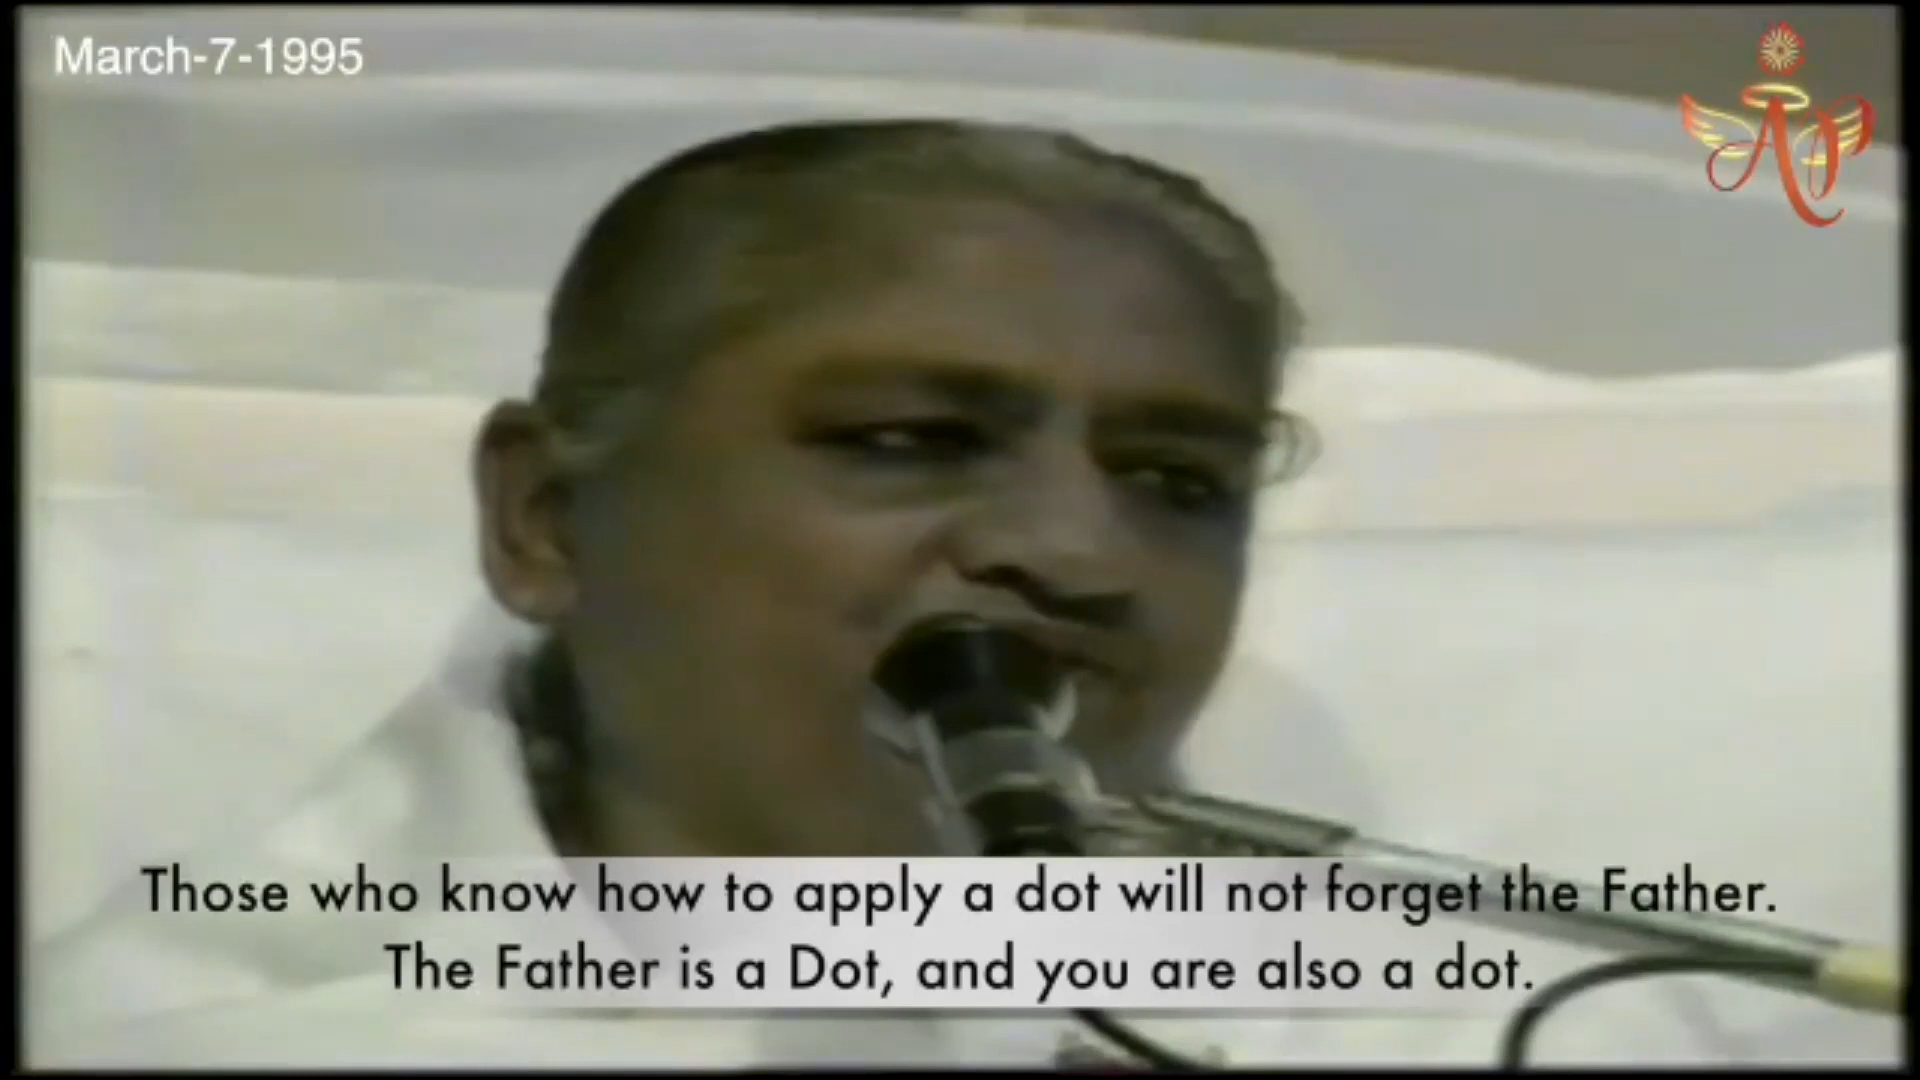 March-7-1995
AP
Those who know how to apply a dot will not forget the Father.
The Father is a Dot, and you are also a dot.